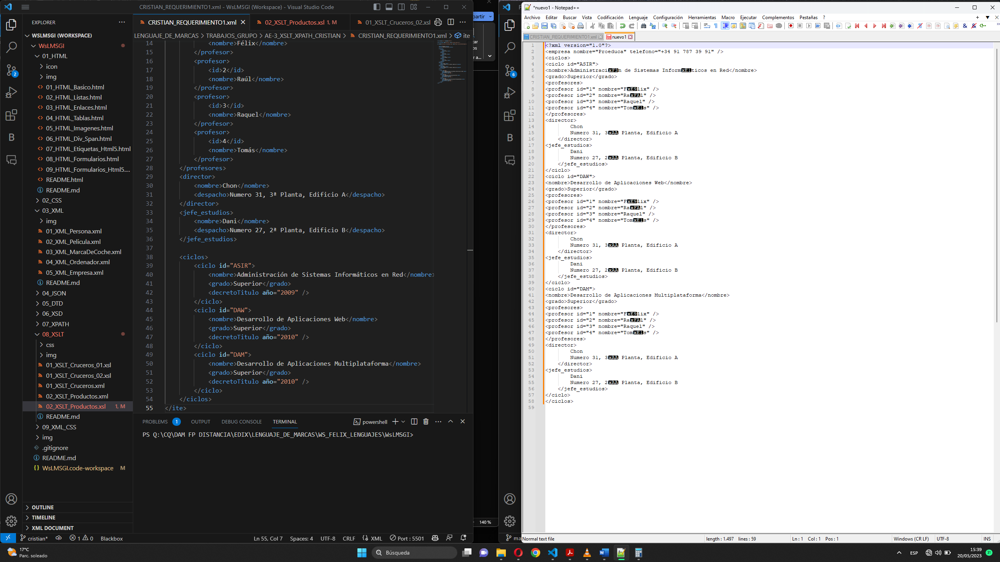 CRISTIAN_REQUERIMIENTO1.xml - WsLMSGI (Workspace) - Visual Studio Code
EXPLORER
WSLMSGI (WORKSPACE)
WsLMSGI
01_HTML
icon
img
01_HTML_Basico.html
02_HTML_Listas.html
03_HTML_Enlaces.html
04_HTML_Tablas.html
05_HTML_Imagenes.html
06_HTML_Div_Span.html
07_HTML_Etiquetas_Html5.html
08_HTML_Formularios.html
09_HTML_Formularios_Html5....
README.html
README.md
02_CSS
03_XML
img
01_XML_Persona.xml
02_XML_Pelicula.xml
03_XML_MarcaDeCoche.xml
04_XML_Ordenador.xml
05_XML_Empresa.xml
README.md
04_JSON
05_DTD
06_XSD
07_XPATH
08_XSLT
css
img
01_XSLT_Cruceros_01.xsl
01_XSLT_Cruceros_02.xsl
01_XSLT_Cruceros.xml
02_XSLT_Productos.xml
02_XSLT_Productos.xsl 1, M
README.md
09_XML_CSS
img
.gitignore
README.md
WsLMSGI.code-workspace M
OUTLINE
TIMELINE
XML DOCUMENT
2
B
CRISTIAN_REQUERIMIENTO1.xml
02_XSLT_Productos.xsl 1, M
01_XSLT_Cruceros_02.xsl
LENGUAJE_DE_MARCAS > TRABAJOS_GRUPO > AE-3_XSLT_XPATH_CRISTIAN > CRISTIAN_REQUERIMIENTO1.xml > ite
14 <nombre>Félix</nombre>
15 </profesor>
16 <profesor>
17 <id>2</id>
18 <nombre>Raúl</nombre>
19 </profesor>
20 <profesor>
21 <id>3</id>
22 <nombre>Raquel</nombre>
23 </profesor>
24 <profesor>
25 <id>4</id>
26 <nombre>Tomás</nombre>
27 </profesor>
28 </profesores>
29 <director>
30 <nombre>Chon</nombre>
31 <despacho>Numero 31, 3ª Planta, Edificio A</despacho>
32 </director>
33 <jefe_estudios>
34 <nombre>Dani</nombre>
35 <despacho>Numero 27, 2ª Planta, Edificio B</despacho>
36 </jefe_estudios>
37
38 <ciclos>
39 <ciclo id="ASIR">
40 <nombre>Administración de Sistemas Informáticos en Red</nombre>
41 <grado>Superior</grado>
42 <decretoTitulo año="2009" />
43 </ciclo>
44 <ciclo id="DAW">
45 <nombre>Desarrollo de Aplicaciones Web</nombre>
46 <grado>Superior</grado>
47 <decretoTitulo año="2010" />
48 </ciclo>
49 <ciclo id="DAM">
50 <nombre>Desarrollo de Aplicaciones Multiplataforma</nombre>
51 <grado>Superior</grado>
52 <decretoTitulo año="2010" />
53 </ciclo>
54 </ciclos>
55 </ite>
PROBLEMS 1 OUTPUT DEBUG CONSOLE TERMINAL powershell
PS Q:\CQ\DAM FP DISTANCIA\EDIX\LENGUAJE_DE_MARCAS\WS_FELIX_LENGUAJES\WsLMSGI>
cristian* 1 0 Blackbox Ln 55, Col 7 Spaces: 4 UTF-8 CRLF XML Port : 5501
140 %
6
B
*nuevo1 - Notepad++
Archivo Editar Buscar Vista Codificación Lenguaje Configuración Herramientas Macro Ejecutar Complementos Pestañas ?
CRISTIAN_REQUERIMIENTO1.xml nuevo1
1 <?xml version="1.0"?>
2 <empresa nombre="Proeduca" telefono="+34 91 787 39 91" />
3 <ciclos>
4 <ciclo id="ASIR">
5 <nombre>AdministracixF3n de Sistemas InformxE1ticos en Red</nombre>
6 <grado>Superior</grado>
7 <profesores>
8 <profesor id="1" nombre="FxE9lix" />
9 <profesor id="2" nombre="RaxFAl" />
10 <profesor id="3" nombre="Raquel" />
11 <profesor id="4" nombre="TomxE1s" />
12 </profesores>
13 <director>
14 Chon
15 Numero 31, 3xAA Planta, Edificio A
16 </director>
17 <jefe_estudios>
18 Dani
19 Numero 27, 2xAA Planta, Edificio B
20 </jefe_estudios>
21 </ciclo>
22 <ciclo id="DAW">
23 <nombre>Desarrollo de Aplicaciones Web</nombre>
24 <grado>Superior</grado>
25 <profesores>
26 <profesor id="1" nombre="FxE9lix" />
27 <profesor id="2" nombre="RaxFAl" />
28 <profesor id="3" nombre="Raquel" />
29 <profesor id="4" nombre="TomxE1s" />
30 </profesores>
31 <director>
32 Chon
33 Numero 31, 3xAA Planta, Edificio A
34 </director>
35 <jefe_estudios>
36 Dani
37 Numero 27, 2xAA Planta, Edificio B
38 </jefe_estudios>
39 </ciclo>
40 <ciclo id="DAM">
41 <nombre>Desarrollo de Aplicaciones Multiplataforma</nombre>
42 <grado>Superior</grado>
43 <profesores>
44 <profesor id="1" nombre="FxE9lix" />
45 <profesor id="2" nombre="RaxFAl" />
46 <profesor id="3" nombre="Raquel" />
47 <profesor id="4" nombre="TomxE1s" />
48 </profesores>
49 <director>
50 Chon
51 Numero 31, 3xAA Planta, Edificio A
52 </director>
53 <jefe_estudios>
54 Dani
55 Numero 27, 2xAA Planta, Edificio B
56 </jefe_estudios>
57 </ciclo>
58 </ciclos>
59
Normal text file length : 1.497 lines : 59 Ln : 1 Col : 1 Pos : 1 Windows (CR LF) UTF-8 INS
17°C
Parc. soleado
Búsqueda
ESP
15:39
20/05/2023
31